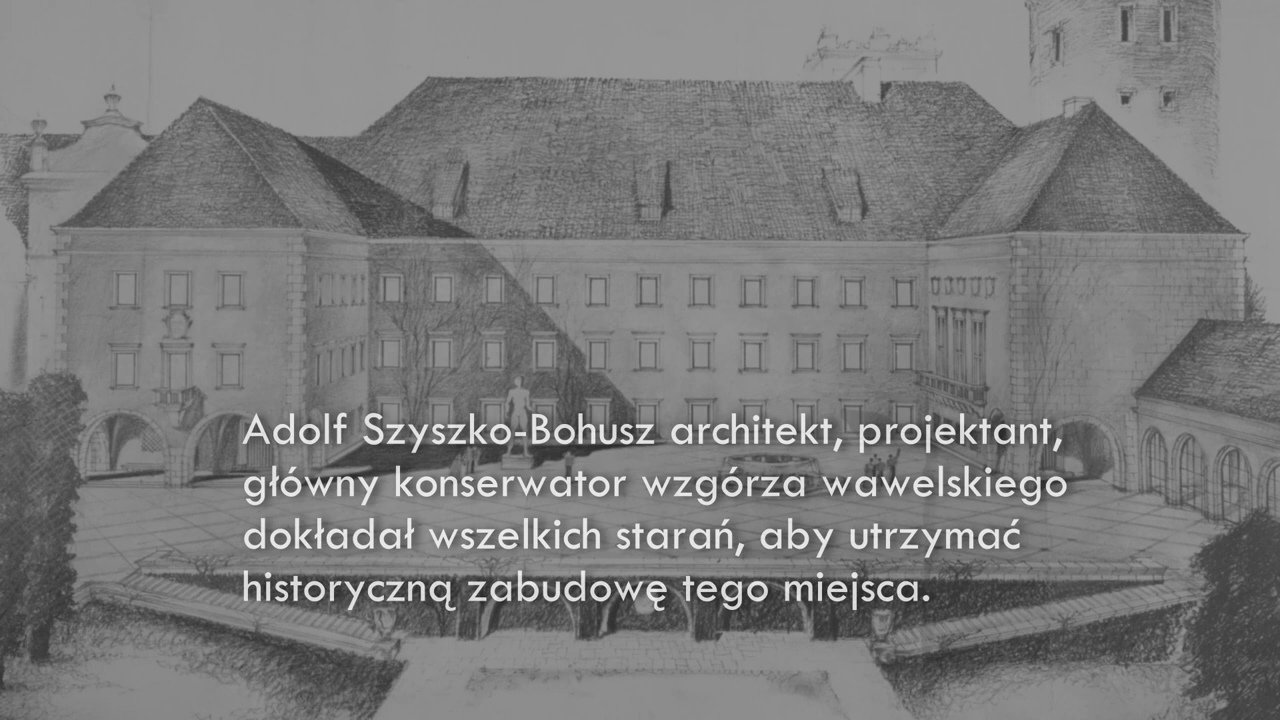 Adolf Szyszko-Bohusz architekt, projektant,
główny konserwator wzgórza wawelskiego
dokładał wszelkich starań, aby utrzymać
historyczną zabudowę tego miejsca.